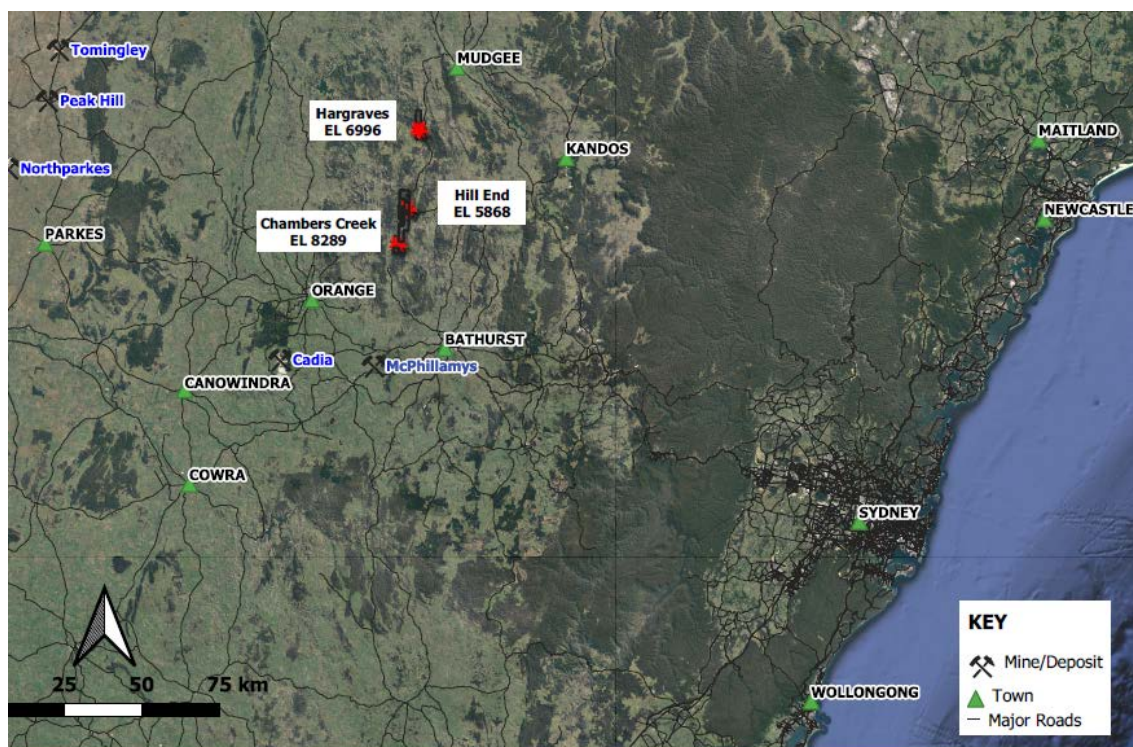 Tomingley
MUDGEE
Peak Hill
Hargraves
EL 6996
MAITLAND
KANDOS
Northparkes
Hill End
EL 5868
Chambers Creek
EL 8289
NEWCASTLE
PARKES
ORANGE
BATHURST
Cadia
McPhillamys
CANOWINDRA
COWRA
SYDNEY
KEY
Mine/Deposit
Town
Major Roads
25 50 75 km
WOLLONGONG